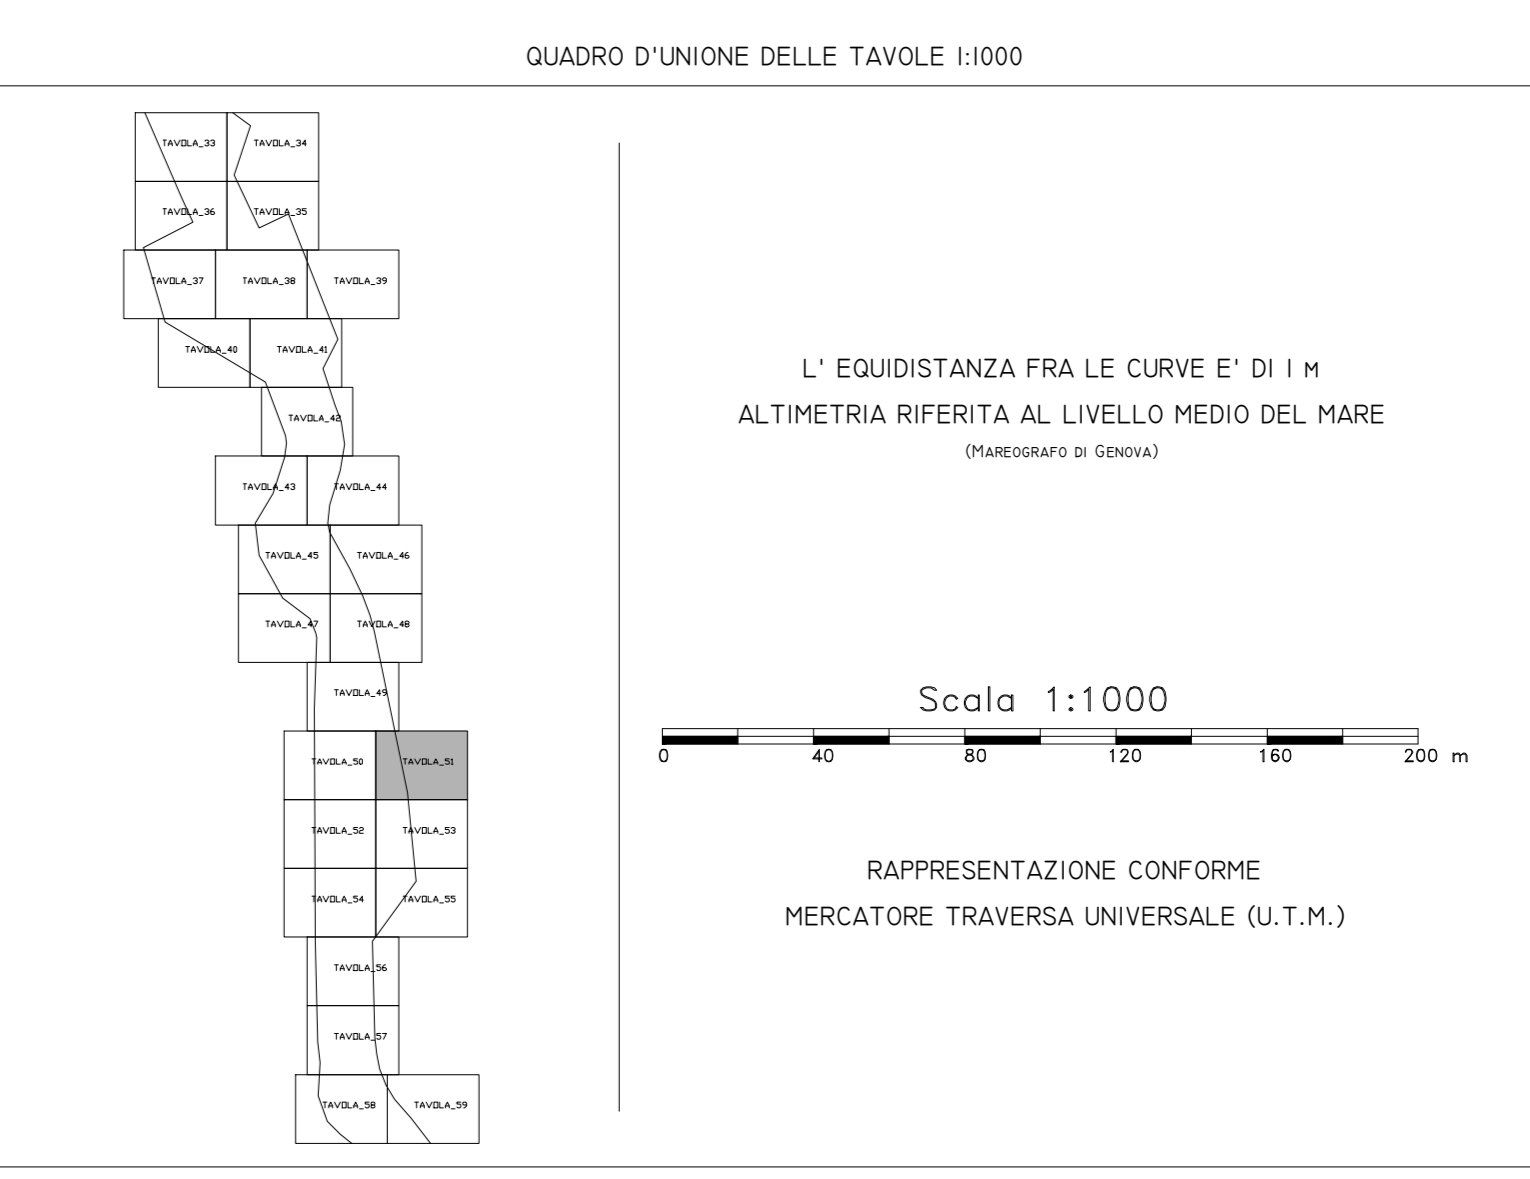 QUADRO D'UNIONE DELLE TAVOLE 1:1000
TAVOLA_33 TAVOLA_34
TAVOLA_36 TAVOLA_35
TAVOLA_37 TAVOLA_38 TAVOLA_39
TAVOLA_40 TAVOLA_41
TAVOLA_42
TAVOLA_43 TAVOLA_44
TAVOLA_45 TAVOLA_46
TAVOLA_47 TAVOLA_48
TAVOLA_49
TAVOLA_50 TAVOLA_51
TAVOLA_52 TAVOLA_53
TAVOLA_54 TAVOLA_55
TAVOLA_56
TAVOLA_57
TAVOLA_58 TAVOLA_59
L' EQUIDISTANZA FRA LE CURVE E' DI 1 M
ALTIMETRIA RIFERITA AL LIVELLO MEDIO DEL MARE
(MAREOGRAFO DI GENOVA)
Scala 1:1000
0 40 80 120 160 200 m
RAPPRESENTAZIONE CONFORME
MERCATORE TRAVERSA UNIVERSALE (U.T.M.)